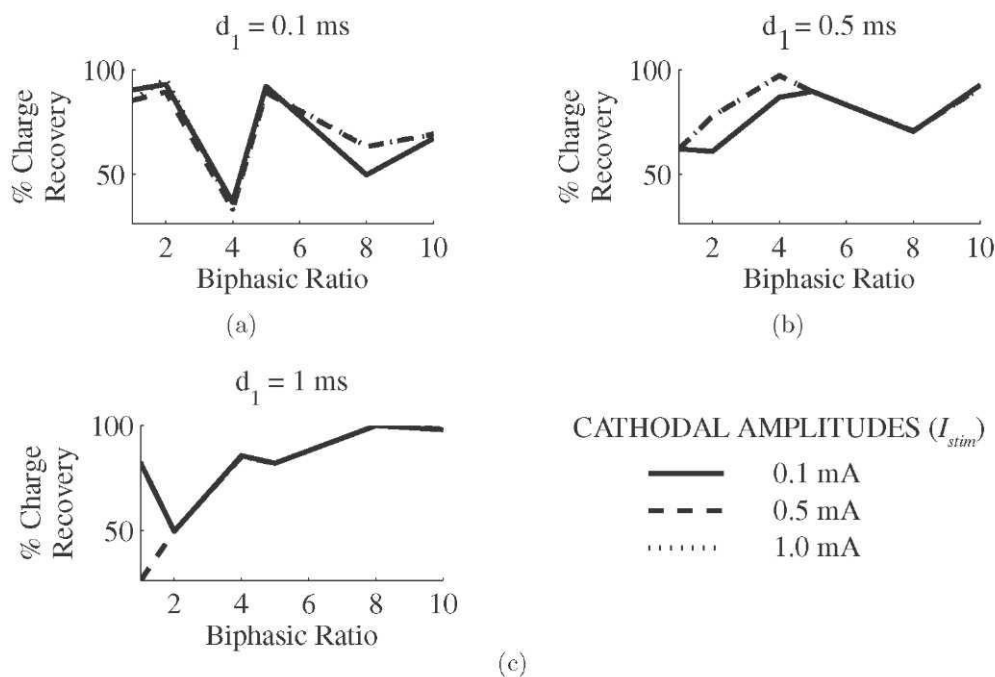 d1 = 0.1 ms
% Charge
Recovery
100
50
2 4 6 8 10
Biphasic Ratio
(a)
d1 = 0.5 ms
% Charge
Recovery
100
50
2 4 6 8 10
Biphasic Ratio
(b)
d1 = 1 ms
% Charge
Recovery
100
50
2 4 6 8 10
Biphasic Ratio
CATHODAL AMPLITUDES (Istim)
0.1 mA
0.5 mA
1.0 mA
(c)